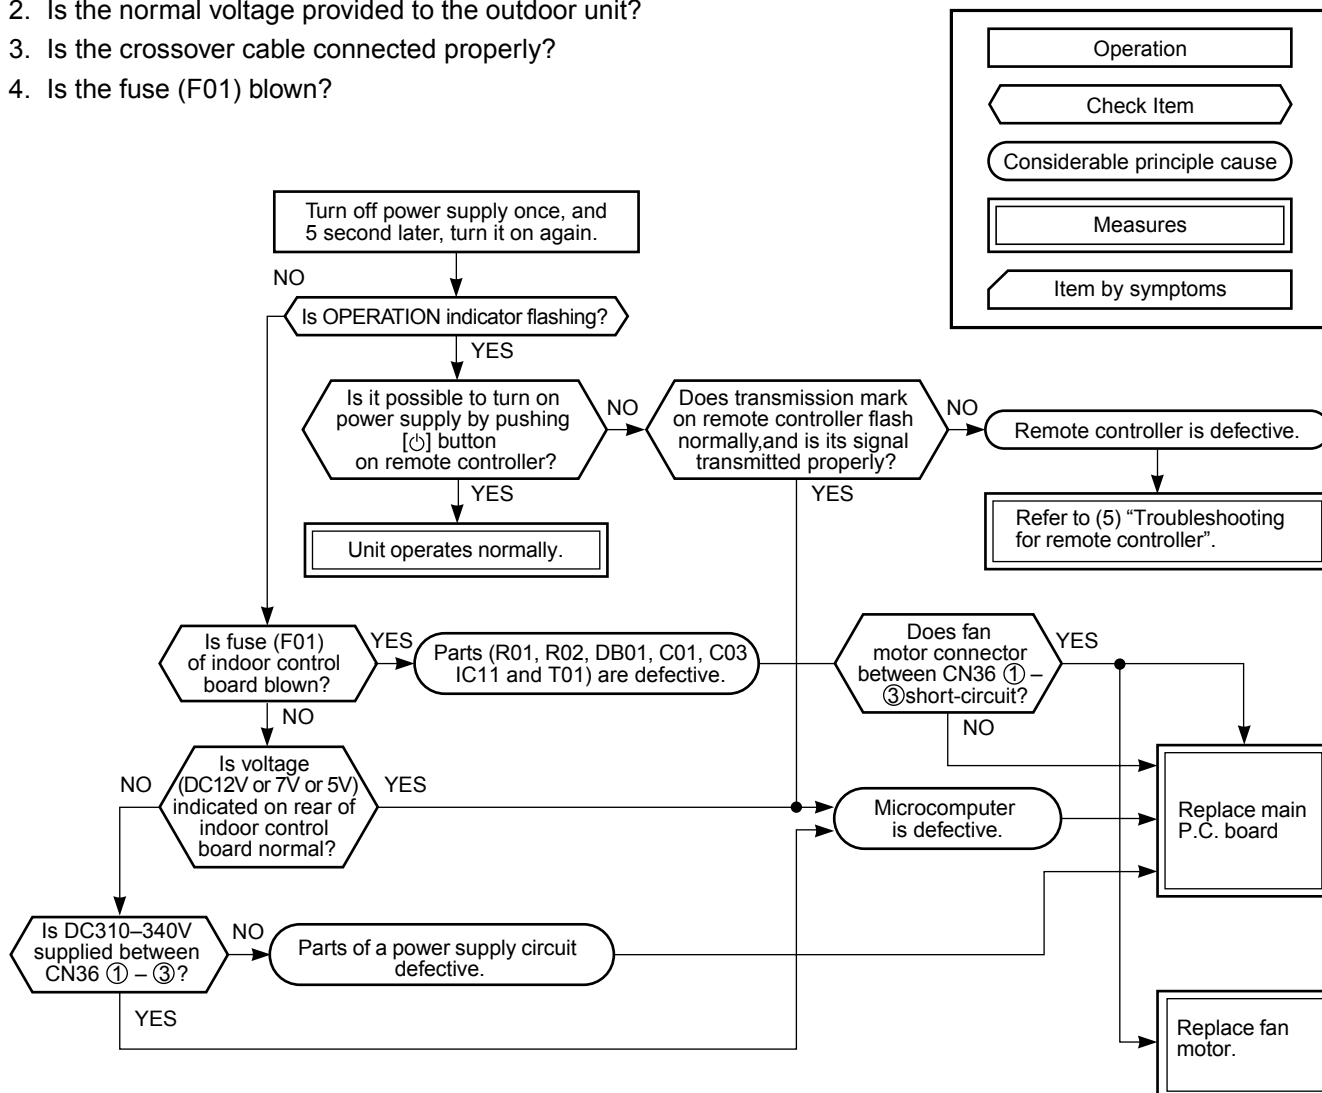 2. Is the normal voltage provided to the outdoor unit?
3. Is the crossover cable connected properly?
4. Is the fuse (F01) blown?
Operation
Check Item
Considerable principle cause
Measures
Item by symptoms
Turn off power supply once, and
5 second later, turn it on again.
NO
Is OPERATION indicator flashing?
YES
Is it possible to turn on
power supply by pushing
[⏻] button
on remote controller?
NO
Does transmission mark
on remote controller flash
normally,and is its signal
transmitted properly?
NO
Remote controller is defective.
YES
YES
Unit operates normally.
Refer to (5) “Troubleshooting
for remote controller”.
Is fuse (F01)
of indoor control
board blown?
YES
Parts (R01, R02, DB01, C01, C03
IC11 and T01) are defective.
Does fan
motor connector
between CN36 ① –
③short-circuit?
YES
NO
NO
Is voltage
(DC12V or 7V or 5V)
indicated on rear of
indoor control
board normal?
NO
YES
Microcomputer
is defective.
Replace main
P.C. board
Is DC310–340V
supplied between
CN36 ① – ③?
NO
Parts of a power supply circuit
defective.
YES
Replace fan
motor.